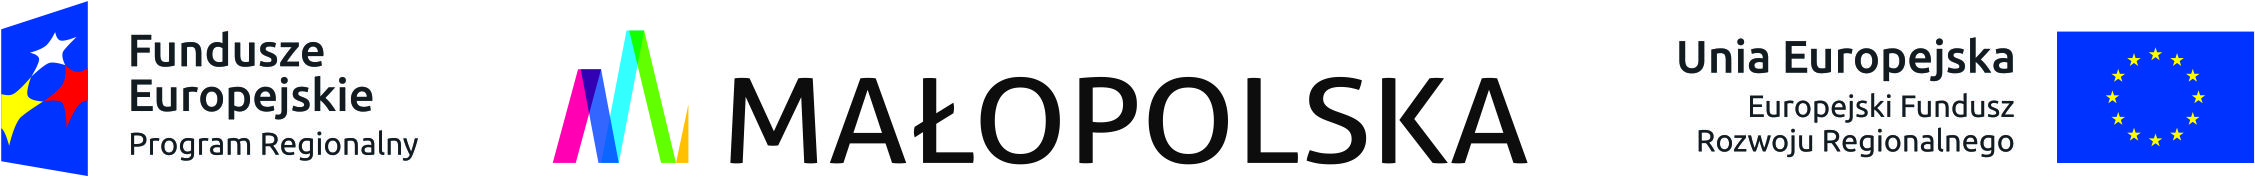 Fundusze
Europejskie
Program Regionalny
MAŁOPOLSKA
Unia Europejska
Europejski Fundusz
Rozwoju Regionalnego